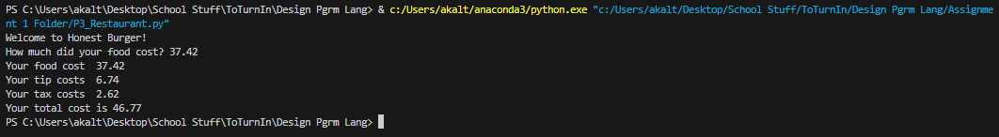 PS C:\Users\akalt\Desktop\School Stuff\ToTurnIn\Design Pgrm Lang> & c:/Users/akalt/anaconda3/python.exe "c:/Users/akalt/Desktop/School Stuff/ToTurnIn/Design Pgrm Lang/Assignme
nt 1 Folder/P3_Restaurant.py"
Welcome to Honest Burger!
How much did your food cost? 37.42
Your food cost  37.42
Your tip costs  6.74
Your tax costs  2.62
Your total cost is 46.77
PS C:\Users\akalt\Desktop\School Stuff\ToTurnIn\Design Pgrm Lang>